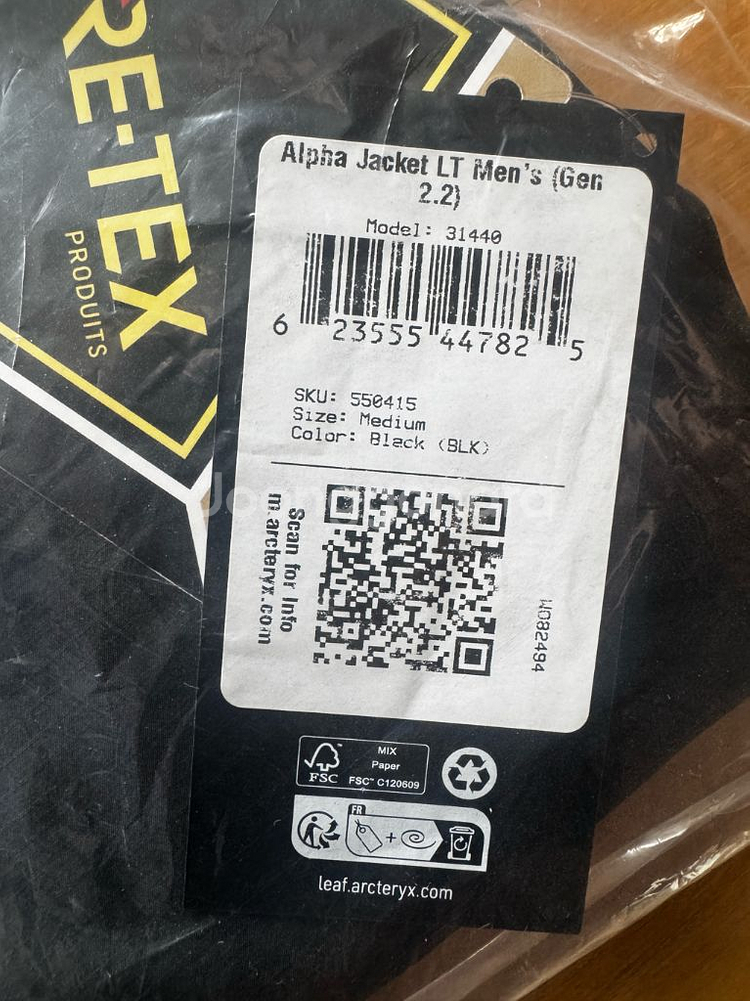 RE-TEX
PRODUITS
Alpha Jacket LT Men's (Gen
2.2)
Model: 31440
6 23555 44782 5
SKU: 550415
Size: Medium
Color: Black (BLK)
Scan for Info
m.arcteryx.com
W082494
MIX
Paper
FSC™ C120609
FSC
FR
+
leaf.arcteryx.com